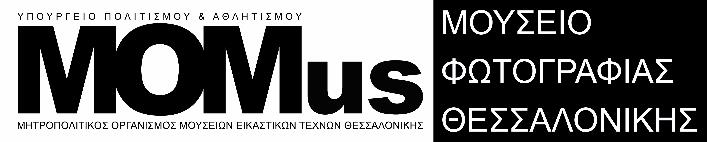 ΥΠΟΥΡΓΕΙΟ ΠΟΛΙΤΙΣΜΟΥ & ΑΘΛΗΤΙΣΜΟΥ
MOMus
ΜΗΤΡΟΠΟΛΙΤΙΚΟΣ ΟΡΓΑΝΙΣΜΟΣ ΜΟΥΣΕΙΩΝ ΕΙΚΑΣΤΙΚΩΝ ΤΕΧΝΩΝ ΘΕΣΣΑΛΟΝΙΚΗΣ
ΜΟΥΣΕΙΟ
ΦΩΤΟΓΡΑΦΙΑΣ
ΘΕΣΣΑΛΟΝΙΚΗΣ